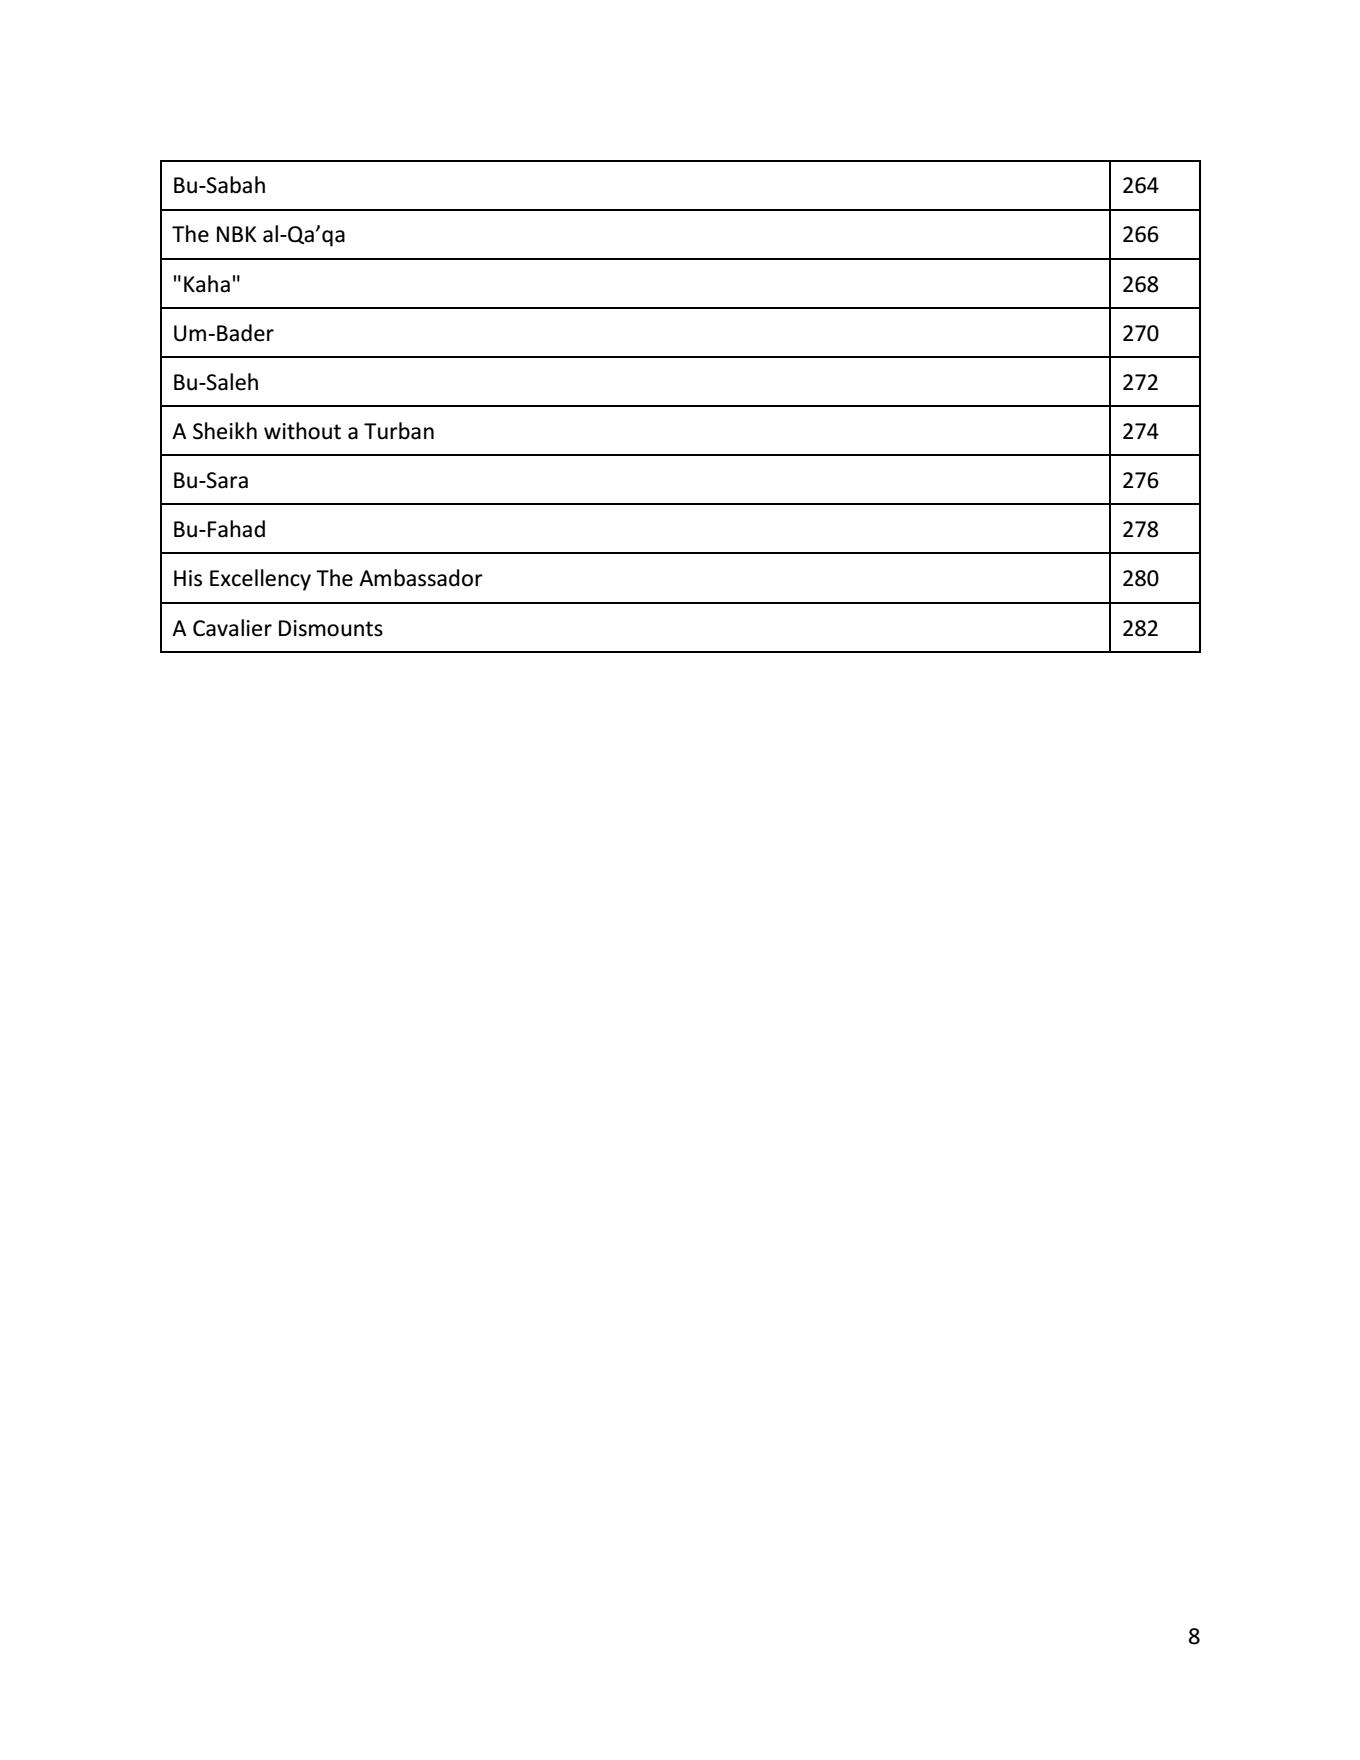 Bu-Sabah 264
The NBK al-Qa’qa 266
"Kaha" 268
Um-Bader 270
Bu-Saleh 272
A Sheikh without a Turban 274
Bu-Sara 276
Bu-Fahad 278
His Excellency The Ambassador 280
A Cavalier Dismounts 282
8